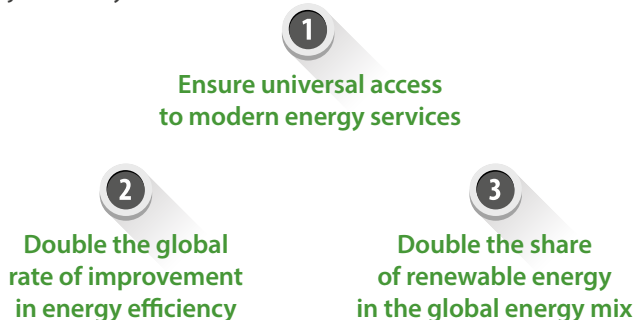 1
Ensure universal access
to modern energy services
2
Double the global
rate of improvement
in energy efficiency
3
Double the share
of renewable energy
in the global energy mix